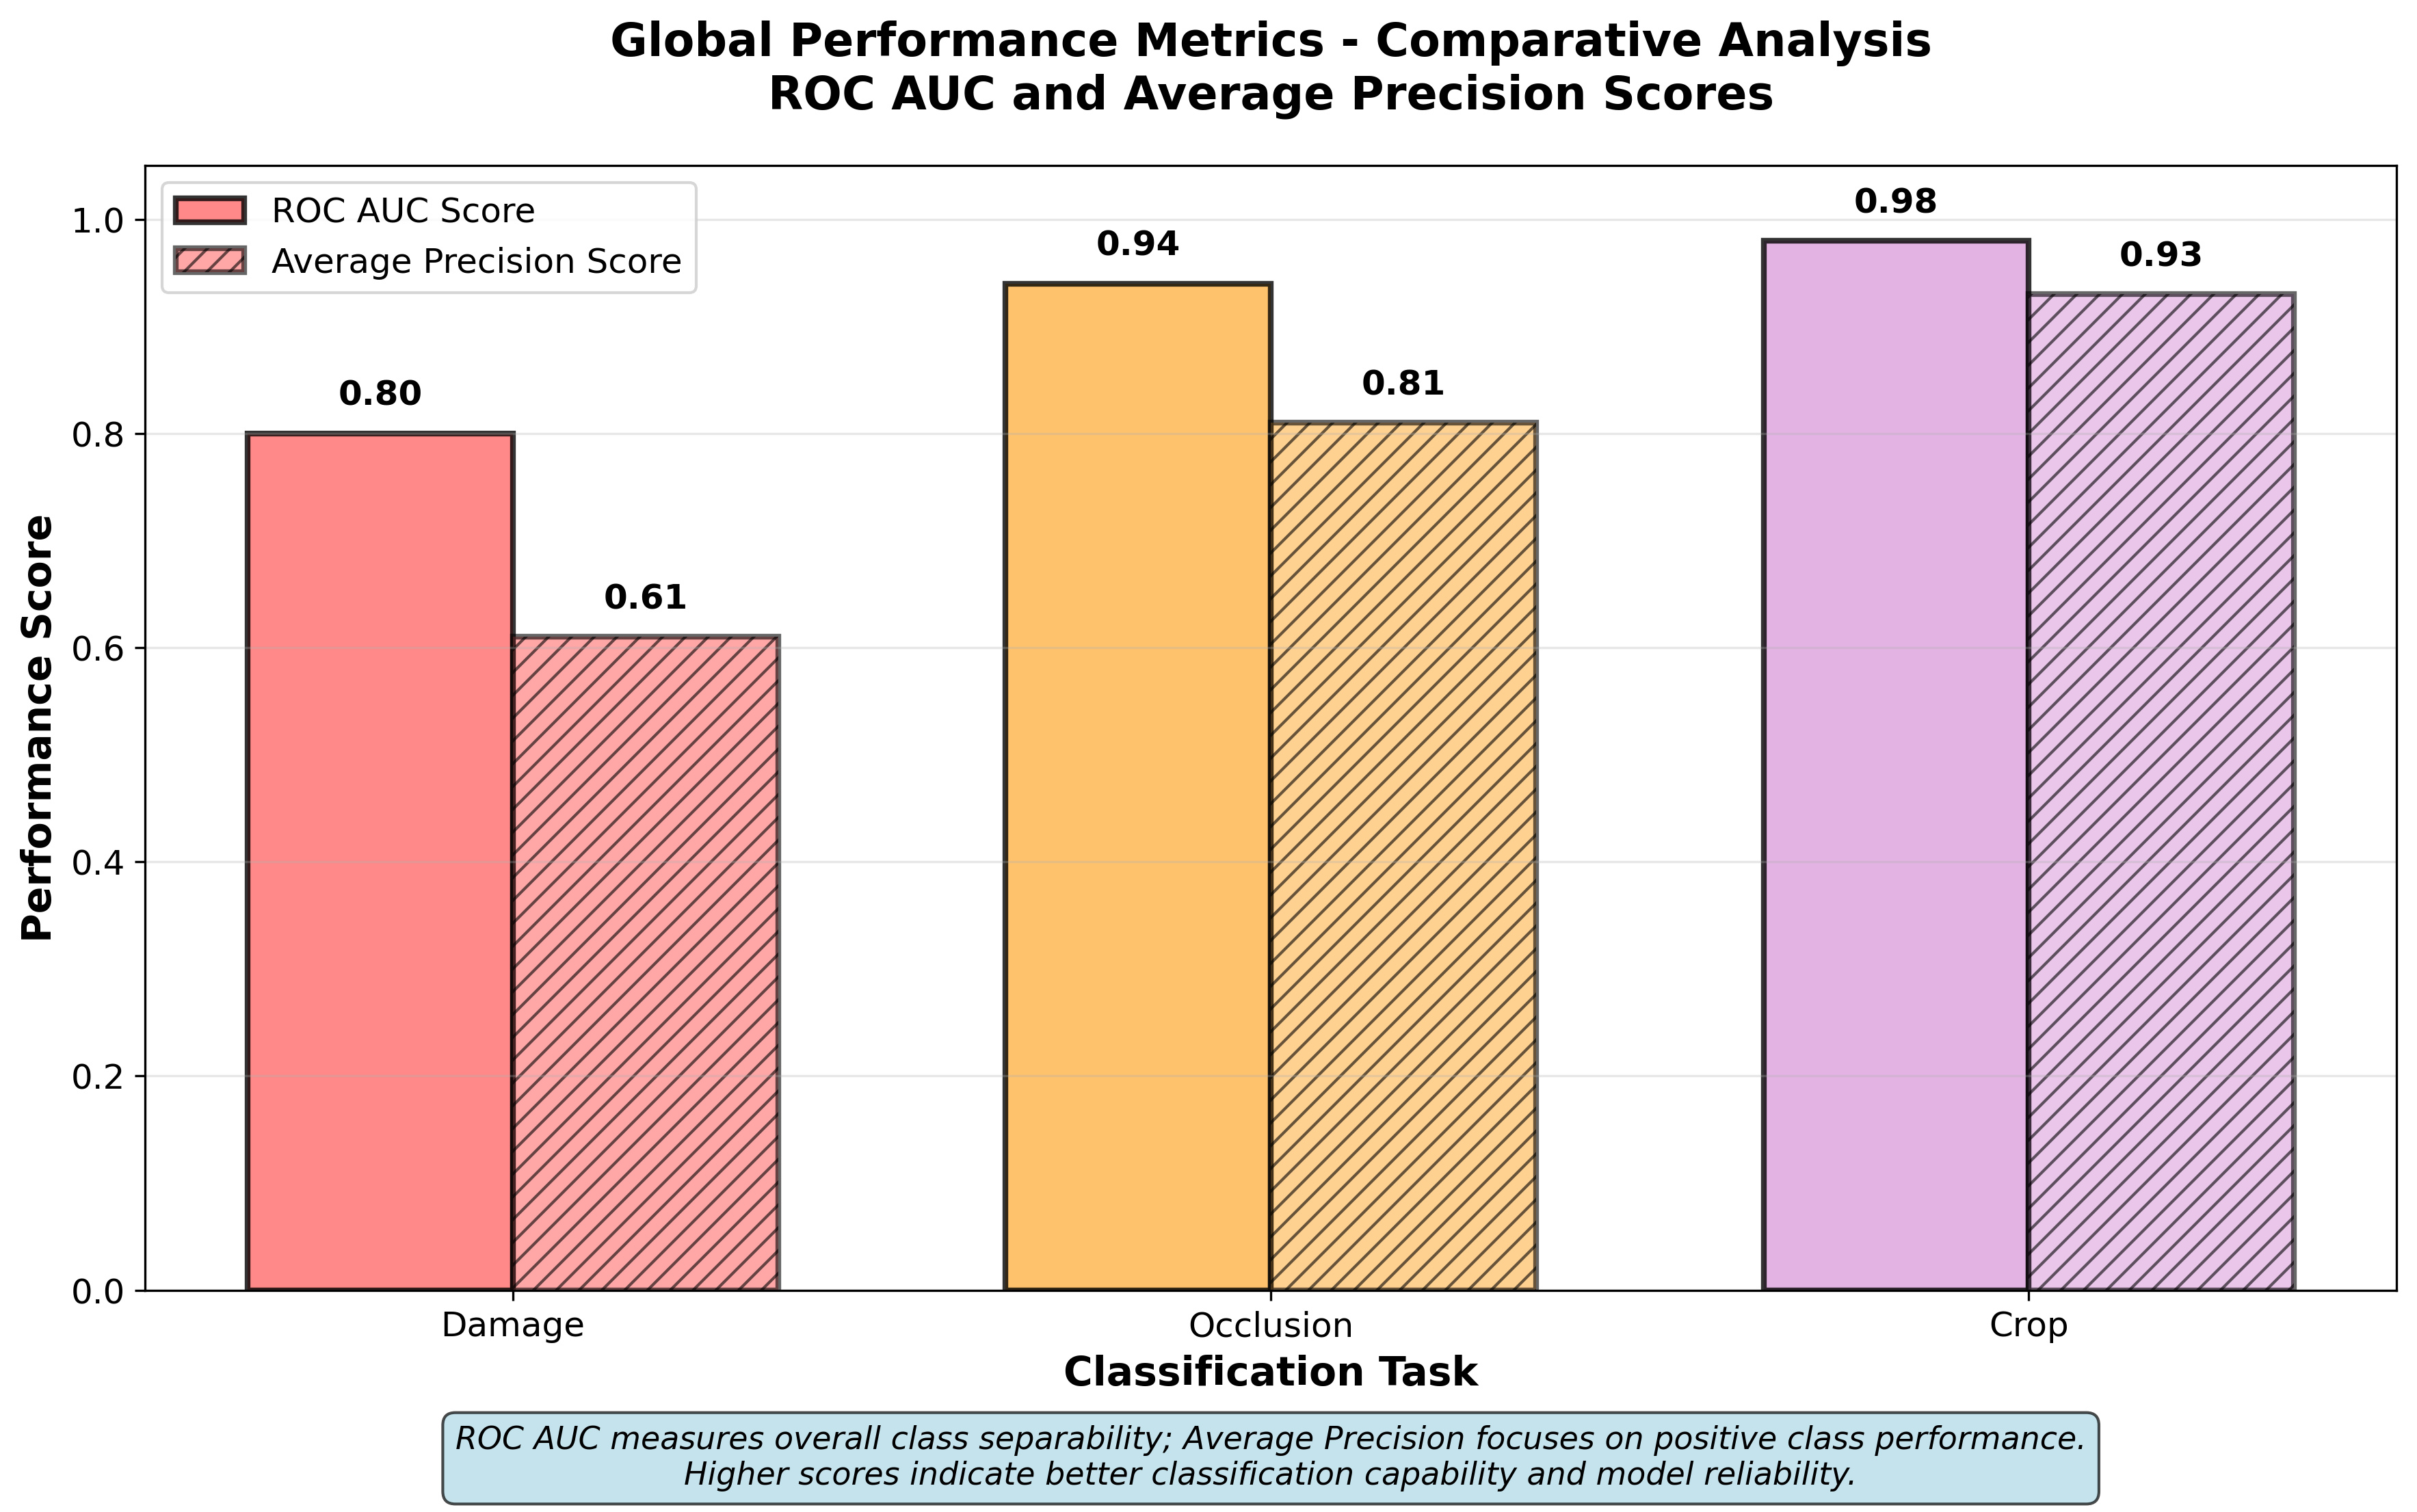 Global Performance Metrics - Comparative Analysis
ROC AUC and Average Precision Scores
ROC AUC Score
Average Precision Score
Performance Score
1.0
0.8
0.6
0.4
0.2
0.0
0.80
0.61
0.94
0.81
0.98
0.93
Damage
Occlusion
Crop
Classification Task
ROC AUC measures overall class separability; Average Precision focuses on positive class performance.
Higher scores indicate better classification capability and model reliability.